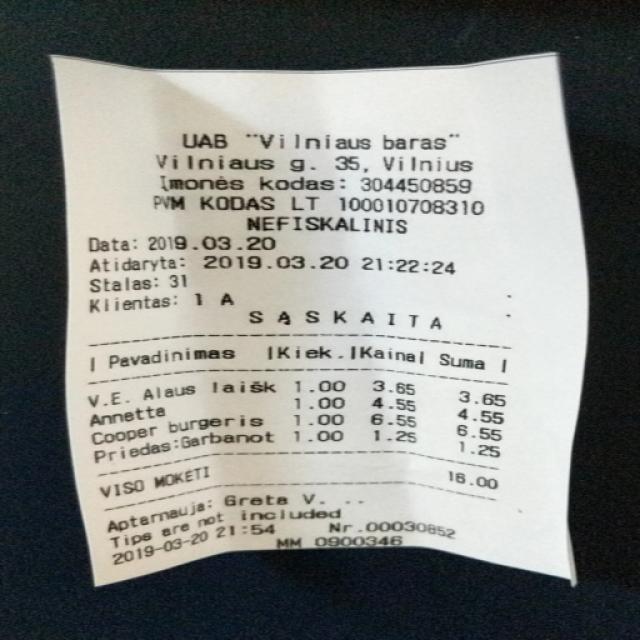 UAB "Vilniaus baras"
Vilniaus g. 35, Vilnius
Įmonės kodas: 304450859
PVM KODAS LT 100010708310
NEFISKALINIS
Data: 2019.03.20
Atidaryta: 2019.03.20 21:22:24
Stalas: 31
Klientas: 1 A
SĄSKAITA
| Pavadinimas |Kiek.|Kaina| Suma |
V.E. Alaus laišk 1.00 3.65 3.65
Annetta 1.00 4.55 4.55
Cooper burgeris 1.00 6.55 6.55
Priedas:Garbanot 1.00 1.25 1.25
VISO MOKĖTI 16.00
Aptarnauja: Greta V. ..
Tips are not included
2019-03-20 21:54 Nr.00030852
MM 0900346